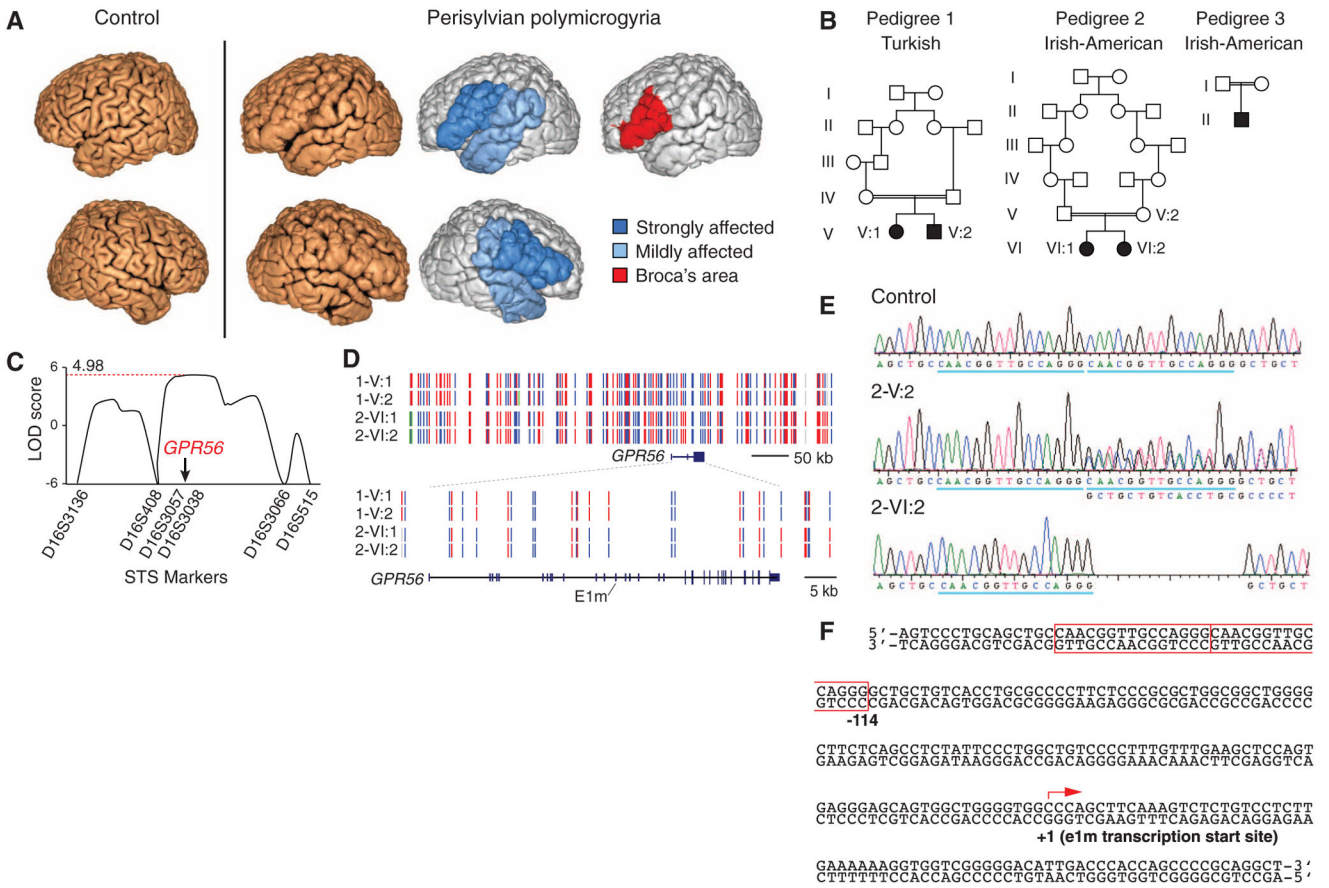 A
Control
Perisylvian polymicrogyria
Strongly affected
Mildly affected
Broca's area
B
Pedigree 1
Turkish
Pedigree 2
Irish-American
Pedigree 3
Irish-American
I
II
III
IV
V
V:1
V:2
I
II
III
IV
V
V:2
VI
VI:1
VI:2
I
II
C
LOD score
6
4.98
0
-6
GPR56
D16S3136
D16S408
D16S3057
D16S3038
D16S3066
D16S515
STS Markers
D
1-V:1
1-V:2
2-VI:1
2-VI:2
GPR56
50 kb
1-V:1
1-V:2
2-VI:1
2-VI:2
GPR56
E1m
5 kb
E
Control
AGCTGCCAACGGTTGCCAGGGCAACGGTTGCCAGGGGCTGCT
2-V:2
AGCTGCCAACGGTTGCCAGGGCAACGGTTGCCAGGGGCTGCT
GCTGCTGTCACCTGCGCCCCT
2-VI:2
AGCTGCCAACGGTTGCCAGGG GCTGCT
F
5'-AGTCCCTGCAGCTGCCAACGGTTGCCAGGGCAACGGTTGC
3'-TCAGGGACGTCGACGGTTGCCAACGGTCCCGTTGCCAACG
CAGGGGCTGCTGTCACCTGCGCCCCTTCTCCCGCGCTGGCGGCTGGGG
GTCCCCGACGACAGTGGACGCGGGGAAGAGGGCGCGACCGCCGACCCC
-114
CTTCTCAGCCTCTATTCCCTGGCTGTCCCCTTTGTTTGAAGCTCCAGT
GAAGAGTCGGAGATAAGGGACCGACAGGGGAAACAAACTTCGAGGTCA
GAGGGAGCAGTGGCTGGGGTGGCCCAGCTTCAAAGTCTCTGTCCTCTT
CTCCCTCGTCACCGACCCCACCGGGTCGAAGTTTCAGAGACAGGAGAA
+1 (e1m transcription start site)
GAAAAAAGGTGGTCGGGGGACATTGACCCACCAGCCCCGCAGGCT-3'
CTTTTTTCCACCAGCCCCCTGTAACTGGGTGGTCGGGGCGTCCGA-5'